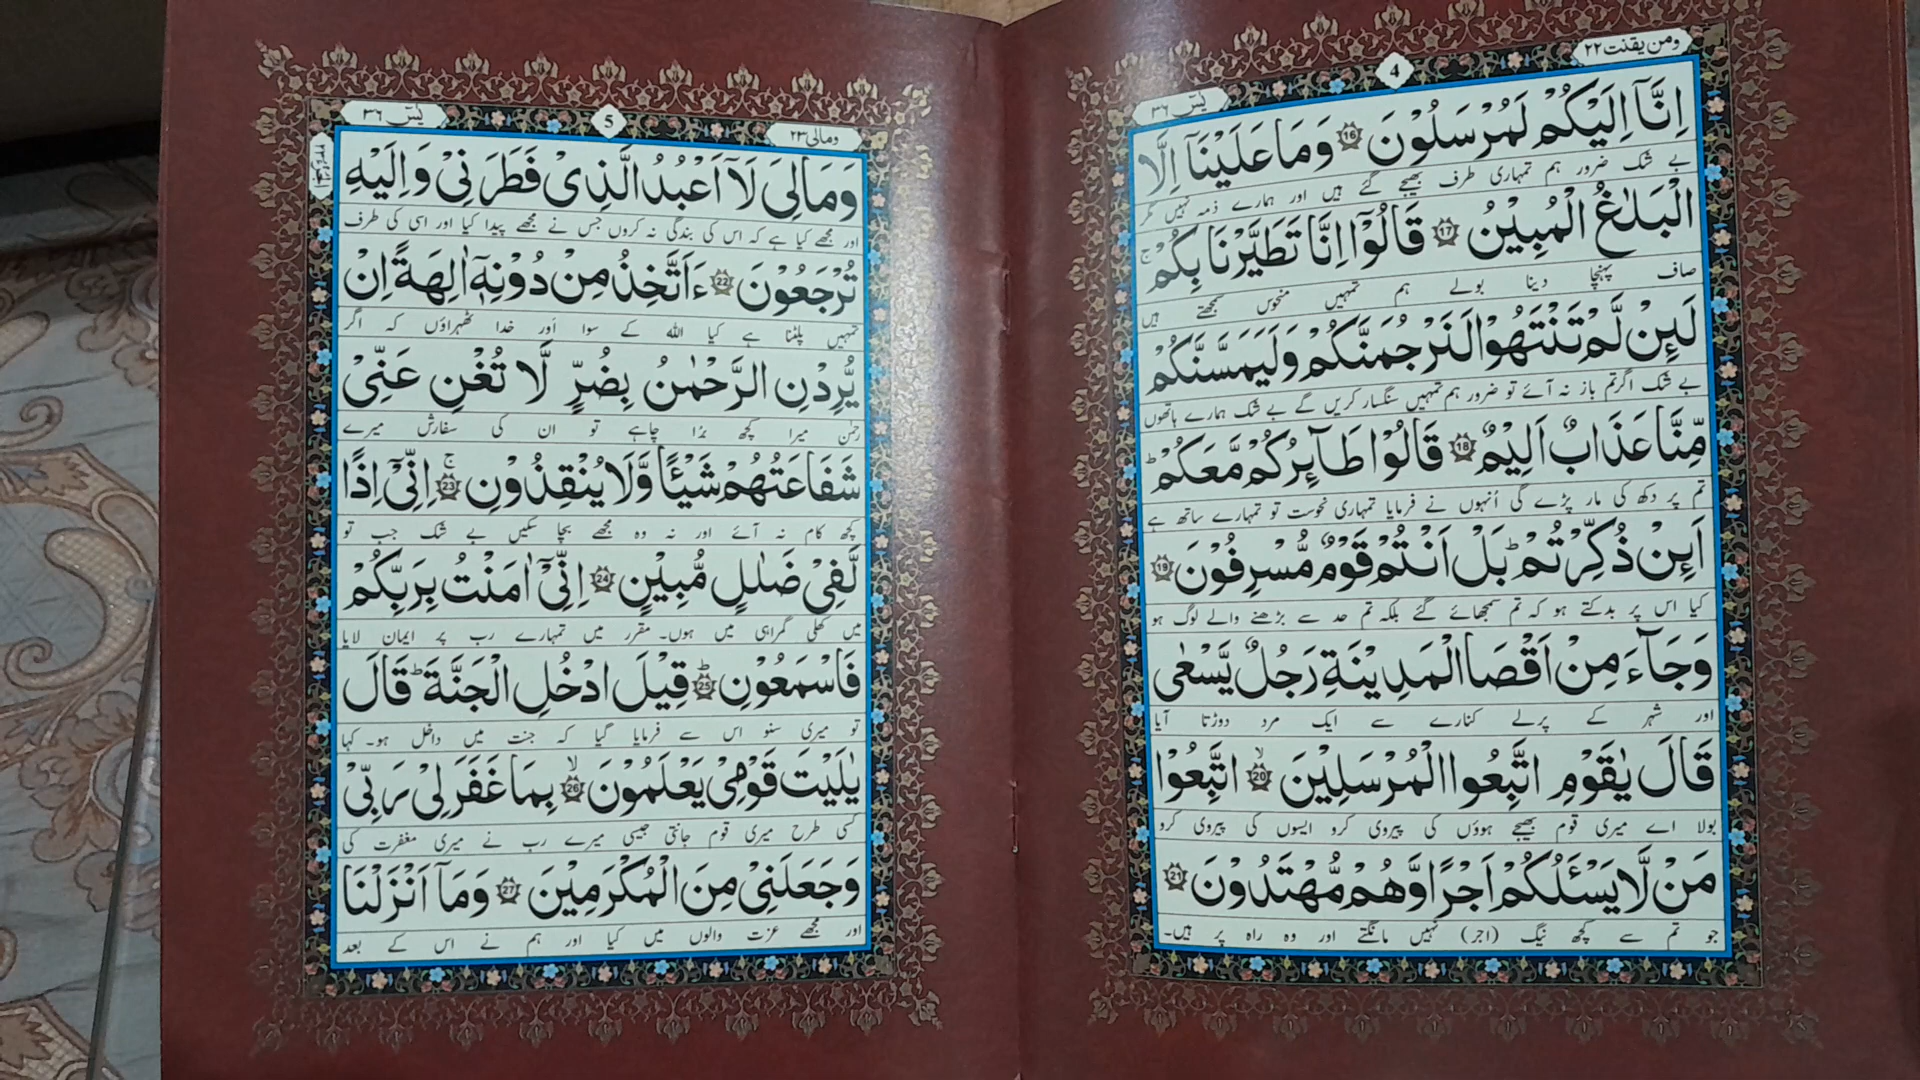 ومن يقنت ٢٢
4
يٰسٓ ٣٦
اِنَّاۤ اِلَيْكُمْ لَمُرْسَلُوْنَ 16 وَمَا عَلَيْنَاۤ اِلَّا
بے شک ضرور ہم تمہاری طرف بھیجے گئے ہیں اور ہمارے ذمہ نہیں مگر
الْبَلٰغُ الْمُبِيْنُ 17 قَالُوْۤا اِنَّا تَطَيَّرْنَا بِكُمْ ۚ
صاف پہنچا دینا بولے ہم تمہیں منحوس سمجھتے ہیں
لَئِنْ لَّمْ تَنْتَهُوْا لَنَرْجُمَنَّكُمْ وَلَيَمَسَّنَّكُمْ
بے شک اگر تم باز نہ آئے تو ضرور ہم تمہیں سنگسار کریں گے بے شک ہمارے ہاتھوں
مِّنَّا عَذَابٌ اَلِيْمٌ 18 قَالُوْا طَآئِرُكُمْ مَّعَكُمْ ؕ
تم پر دکھ کی مار پڑے گی اُنہوں نے فرمایا تمہاری نحوست تو تمہارے ساتھ ہے
اَئِنْ ذُكِّرْتُمْ ؕ بَلْ اَنْتُمْ قَوْمٌ مُّسْرِفُوْنَ 19
کیا اس پر بدکتے ہو کہ تم سمجھائے گئے بلکہ تم حد سے بڑھنے والے لوگ ہو
وَجَآءَ مِنْ اَقْصَا الْمَدِيْنَةِ رَجُلٌ يَّسْعٰى
اور شہر کے پرلے کنارے سے ایک مرد دوڑتا آیا
قَالَ يٰقَوْمِ اتَّبِعُوا الْمُرْسَلِيْنَ ۙ 20 اتَّبِعُوْا
بولا اے میری قوم بھیجے ہوؤں کی پیروی کرو ایسوں کی پیروی کرو
مَنْ لَّا يَسْـَٔلُكُمْ اَجْرًا وَّهُمْ مُّهْتَدُوْنَ 21
جو تم سے کچھ نیگ (اجر) نہیں مانگتے اور وہ راہ پر ہیں۔
ومالی ٢٣
5
يٰسٓ ٣٦
وَمَا لِيَ لَاۤ اَعْبُدُ الَّذِىْ فَطَرَنِىْ وَاِلَيْهِ
اور مجھے کیا ہے کہ اس کی بندگی نہ کروں جس نے مجھے پیدا کیا اور اسی کی طرف
تُرْجَعُوْنَ 22 ءَاَتَّخِذُ مِنْ دُوْنِهٖۤ اٰلِهَةً اِنْ
تمہیں پلٹنا ہے کیا اللہ کے سوا اور خدا ٹھہراؤں کہ اگر
يُّرِدْنِ الرَّحْمٰنُ بِضُرٍّ لَّا تُغْنِ عَنِّىْ
رحمٰن میرا کچھ بُرا چاہے تو ان کی سفارش میرے
شَفَاعَتُهُمْ شَيْـًٔا وَّلَا يُنْقِذُوْنِ ۚ 23 اِنِّىْۤ اِذًا
کچھ کام نہ آئے اور نہ وہ مجھے بچا سکیں بے شک جب تو
لَّفِىْ ضَلٰلٍ مُّبِيْنٍ 24 اِنِّىْۤ اٰمَنْتُ بِرَبِّكُمْ
میں کھلی گمراہی میں ہوں۔ مقرر میں تمہارے رب پر ایمان لایا
فَاسْمَعُوْنِ ؕ 25 قِيْلَ ادْخُلِ الْجَنَّةَ ؕ قَالَ
تو میری سنو اس سے فرمایا گیا کہ جنت میں داخل ہو۔ کہا
يٰلَيْتَ قَوْمِىْ يَعْلَمُوْنَ ۙ 26 بِمَا غَفَرَ لِىْ رَبِّىْ
کسی طرح میری قوم جانتی جیسی میرے رب نے میری مغفرت کی
وَجَعَلَنِىْ مِنَ الْمُكْرَمِيْنَ 27 وَمَاۤ اَنْزَلْنَا
اور مجھے عزت والوں میں کیا اور ہم نے اس کے بعد